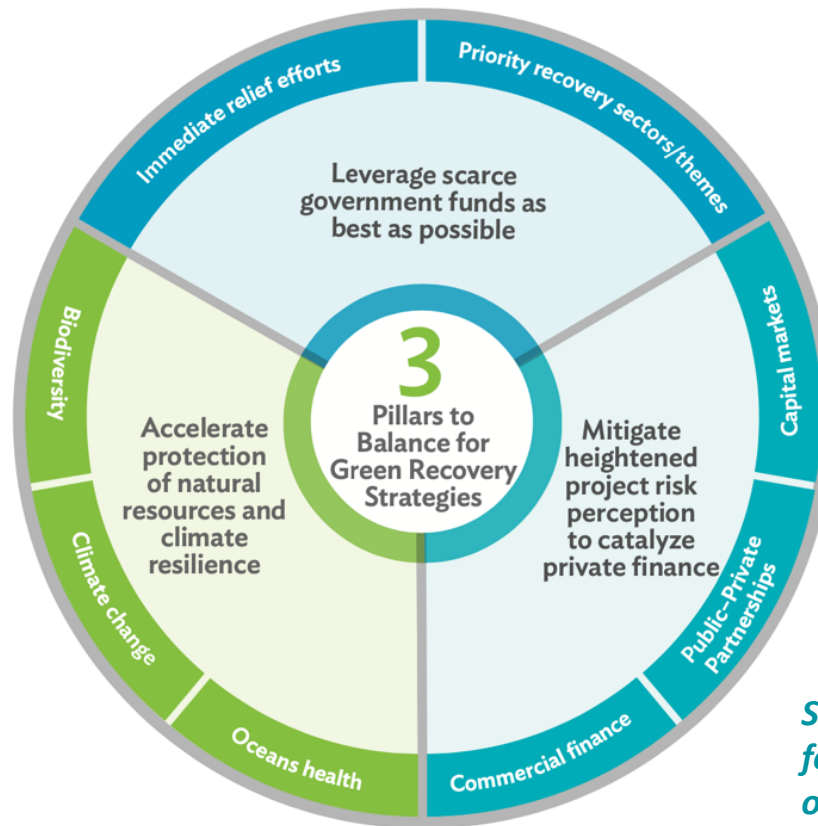 Immediate relief efforts
Priority recovery sectors/themes
Leverage scarce
government funds as
best as possible
Biodiversity
Climate change
Oceans health
Accelerate
protection
of natural
resources and
climate
resilience
3
Pillars to
Balance for
Green Recovery
Strategies
Mitigate
heightened
project risk
perception
to catalyze
private finance
Capital markets
Public–Private
Partnerships
Commercial finance